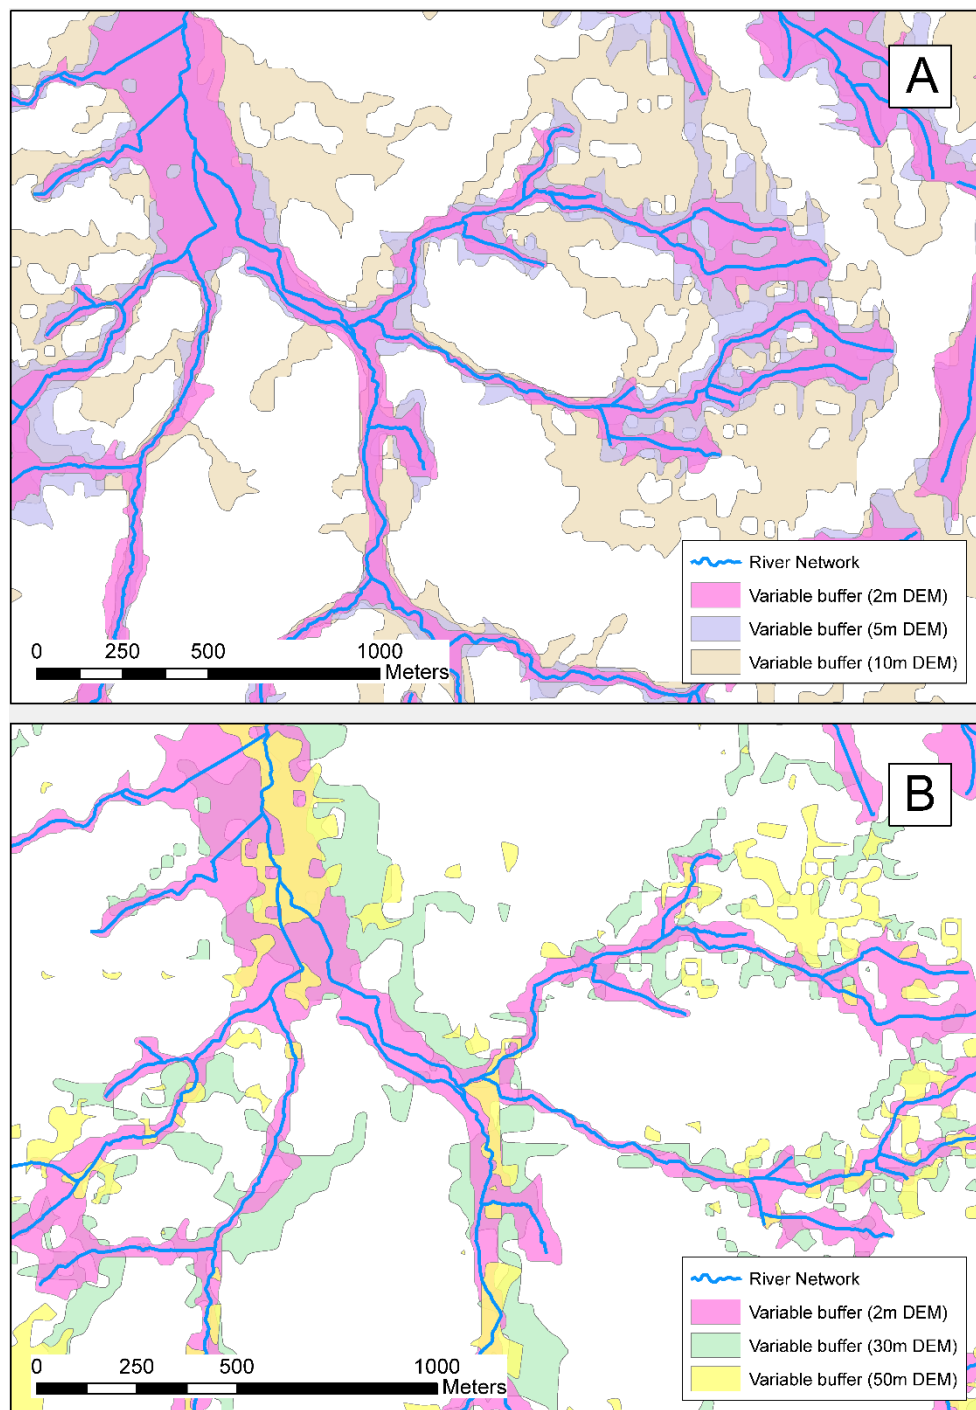 A
River Network
Variable buffer (2m DEM)
Variable buffer (5m DEM)
Variable buffer (10m DEM)
0 250 500 1000
Meters
B
River Network
Variable buffer (2m DEM)
Variable buffer (30m DEM)
Variable buffer (50m DEM)
0 250 500 1000
Meters